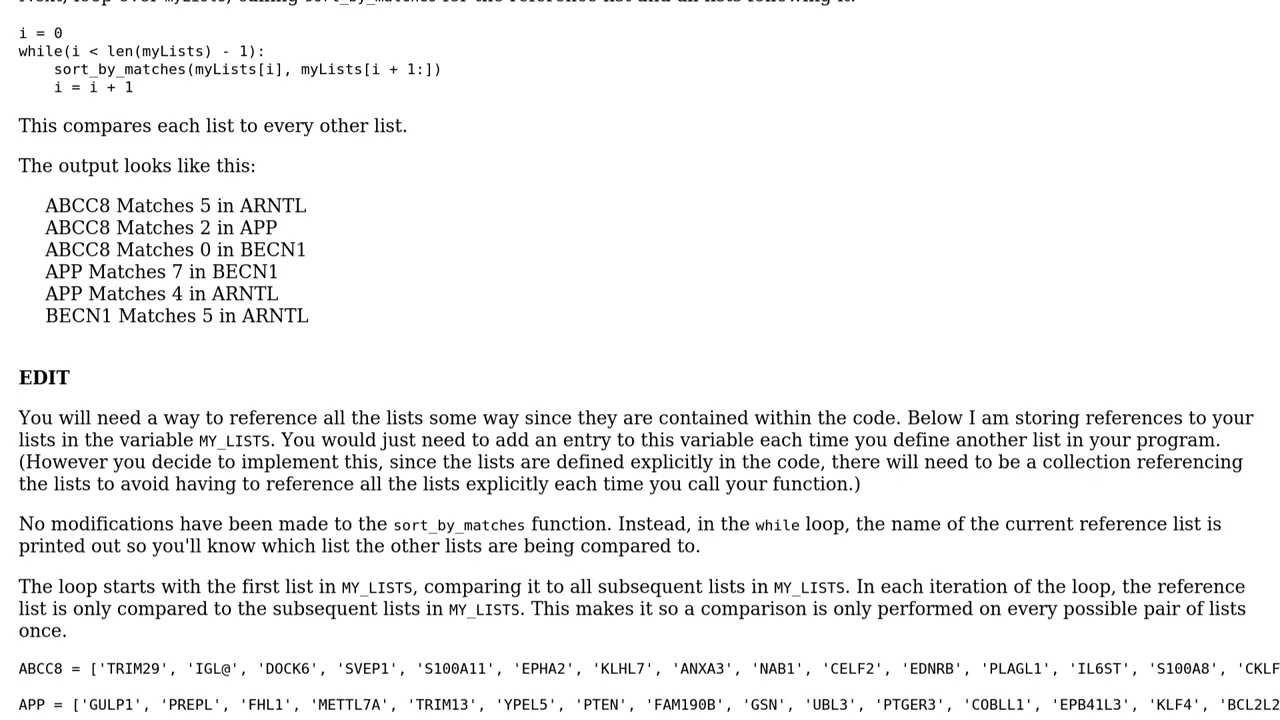 i = 0
while(i < len(myLists) - 1):
    sort_by_matches(myLists[i], myLists[i + 1:])
    i = i + 1
This compares each list to every other list.
The output looks like this:
ABCC8 Matches 5 in ARNTL
ABCC8 Matches 2 in APP
ABCC8 Matches 0 in BECN1
APP Matches 7 in BECN1
APP Matches 4 in ARNTL
BECN1 Matches 5 in ARNTL
EDIT
You will need a way to reference all the lists some way since they are contained within the code. Below I am storing references to your
lists in the variable MY_LISTS. You would just need to add an entry to this variable each time you define another list in your program.
(However you decide to implement this, since the lists are defined explicitly in the code, there will need to be a collection referencing
the lists to avoid having to reference all the lists explicitly each time you call your function.)
No modifications have been made to the sort_by_matches function. Instead, in the while loop, the name of the current reference list is
printed out so you'll know which list the other lists are being compared to.
The loop starts with the first list in MY_LISTS, comparing it to all subsequent lists in MY_LISTS. In each iteration of the loop, the reference
list is only compared to the subsequent lists in MY_LISTS. This makes it so a comparison is only performed on every possible pair of lists
once.
ABCC8 = ['TRIM29', 'IGL@', 'DOCK6', 'SVEP1', 'S100A11', 'EPHA2', 'KLHL7', 'ANXA3', 'NAB1', 'CELF2', 'EDNRB', 'PLAGL1', 'IL6ST', 'S100A8', 'CKLF
APP = ['GULP1', 'PREPL', 'FHL1', 'METTL7A', 'TRIM13', 'YPEL5', 'PTEN', 'FAM190B', 'GSN', 'UBL3', 'PTGER3', 'COBLL1', 'EPB41L3', 'KLF4', 'BCL2L2